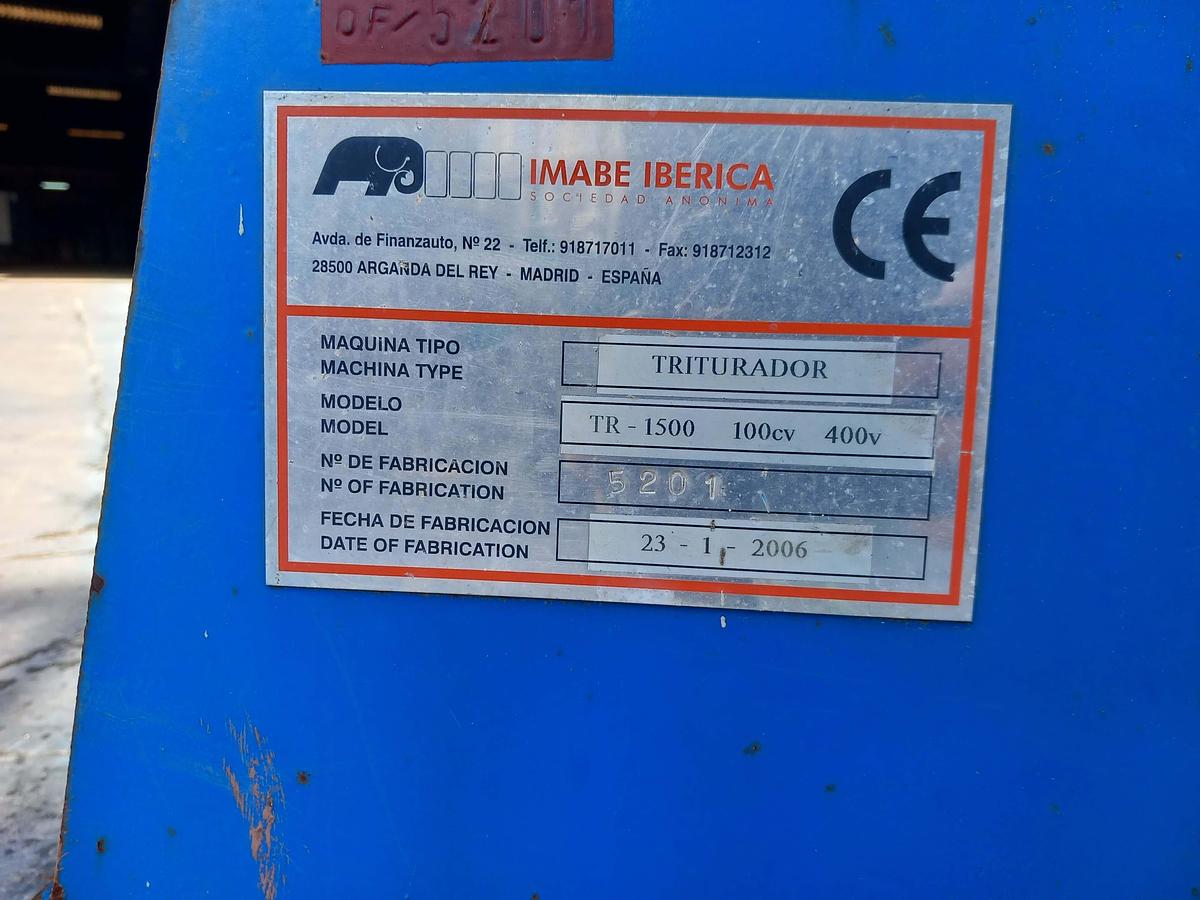 OF/5201
IMABE IBERICA
SOCIEDAD ANONIMA
CE
Avda. de Finanzauto, Nº 22 - Telf.: 918717011 - Fax: 918712312
28500 ARGANDA DEL REY - MADRID - ESPAÑA
MAQUiNA TIPO
MACHINA TYPE
TRITURADOR
MODELO
MODEL
TR - 1500 100cv 400v
Nº DE FABRICACION
Nº OF FABRICATION
5201
FECHA DE FABRICACION
DATE OF FABRICATION
23 - 1 - 2006